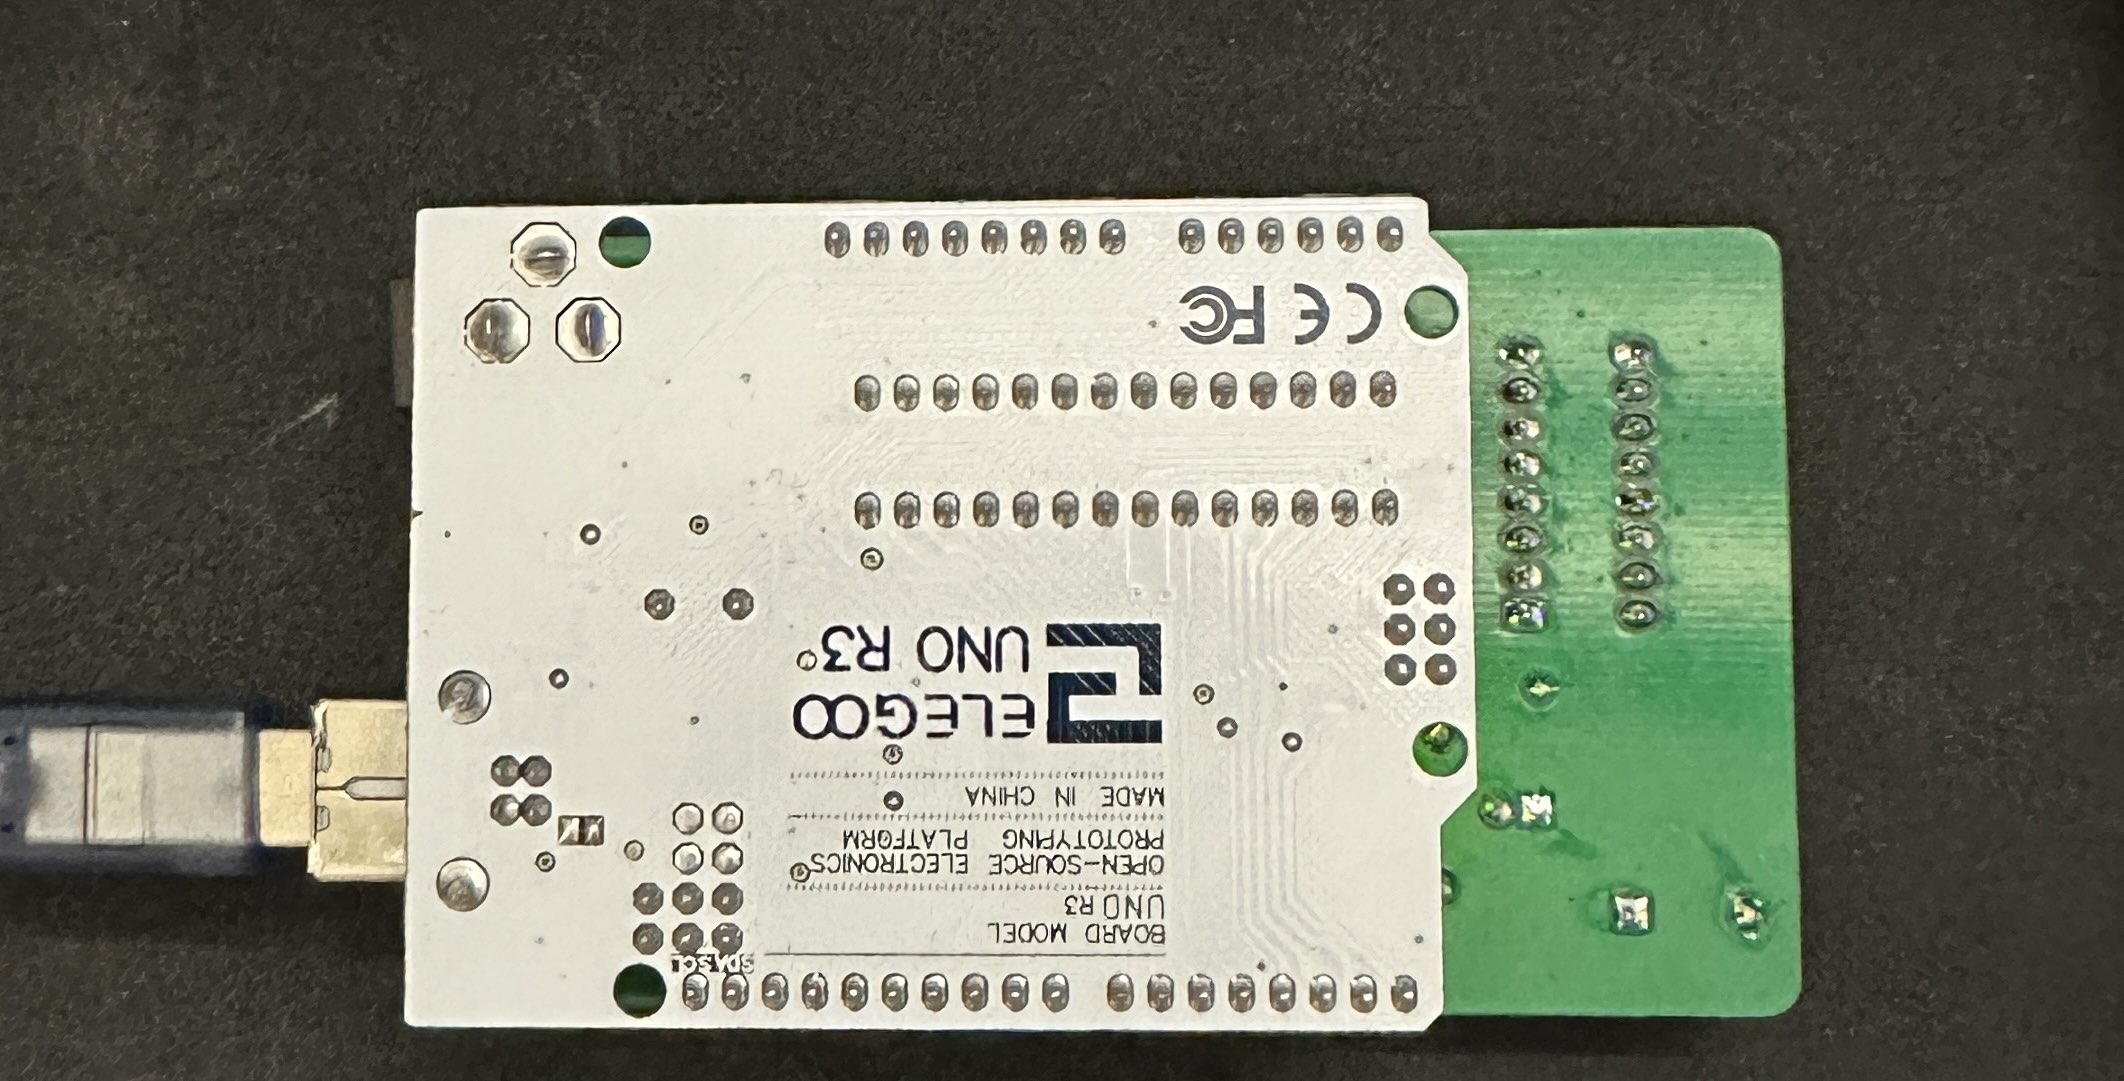 BOARD MODEL
UNO R3
OPEN-SOURCE ELECTRONICS
PROTOTYPING PLATFORM
MADE IN CHINA
ELEGOO
UNO R3
CE FC
SDA SCL